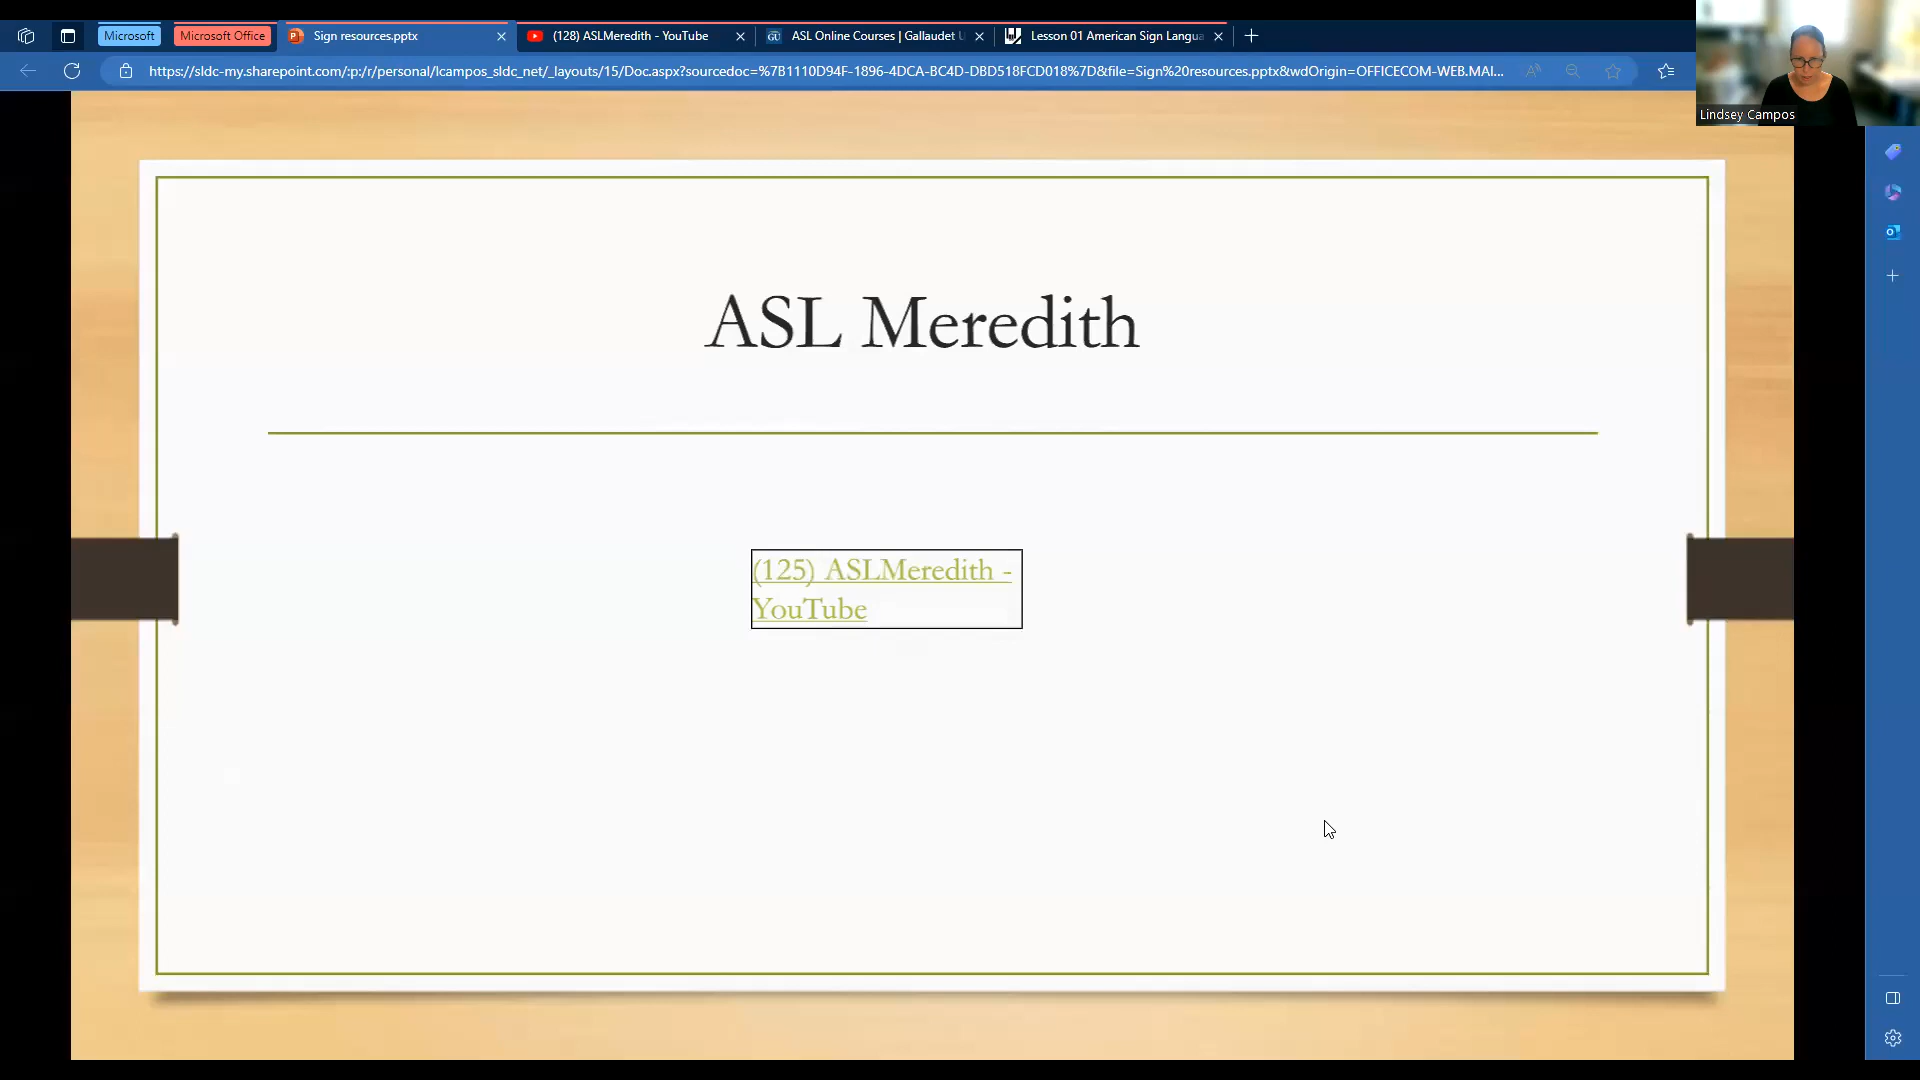 Microsoft
Microsoft Office
Sign resources.pptx
(128) ASLMeredith - YouTube
ASL Online Courses | Gallaudet U
Lesson 01 American Sign Langua
https://sldc-my.sharepoint.com/:p:/r/personal/lcampos_sldc_net/_layouts/15/Doc.aspx?sourcedoc=%7B1110D94F-1896-4DCA-BC4D-DBD518FCD018%7D&file=Sign%20resources.pptx&wdOrigin=OFFICECOM-WEB.MAI...
Lindsey Campos
ASL Meredith
(125) ASLMeredith -
YouTube